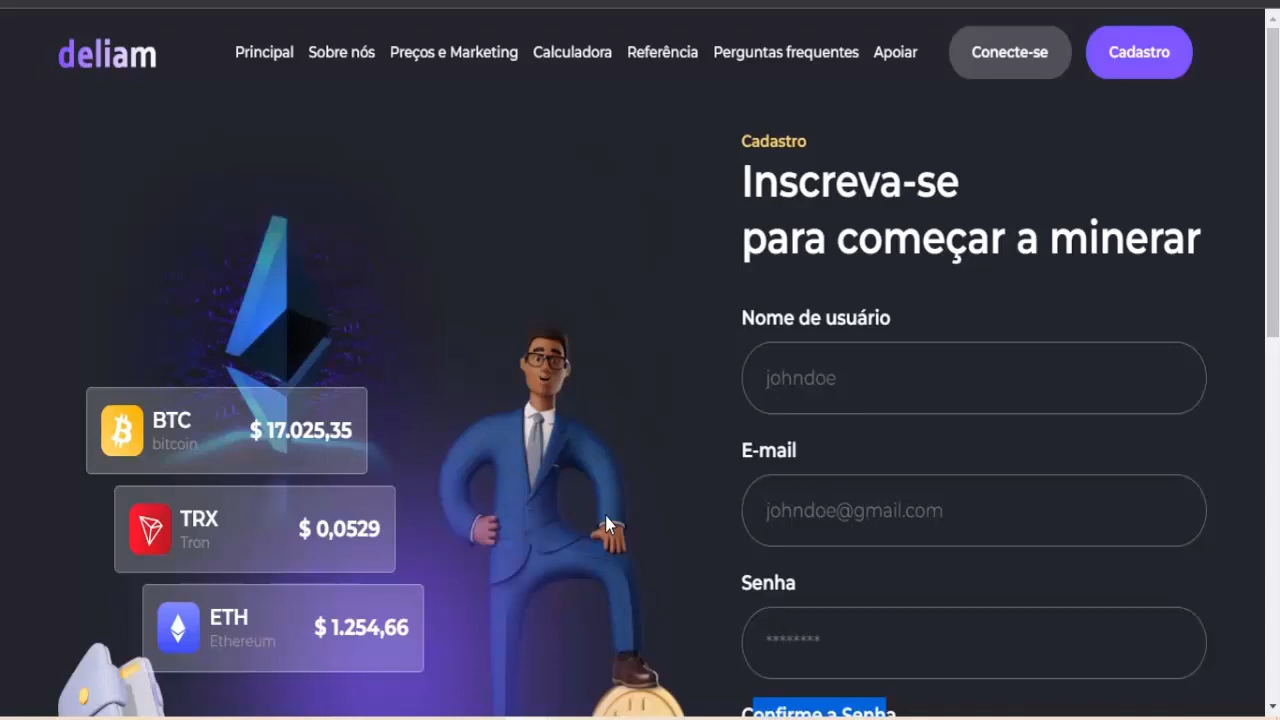 deliam
Principal Sobre nós Preços e Marketing Calculadora Referência Perguntas frequentes Apoiar Conecte-se Cadastro
Cadastro
Inscreva-se
para começar a minerar
Nome de usuário
johndoe
E-mail
johndoe@gmail.com
Senha
********
Confirme a Senha
BTC
bitcoin
$ 17.025,35
TRX
Tron
$ 0,0529
ETH
Ethereum
$ 1.254,66